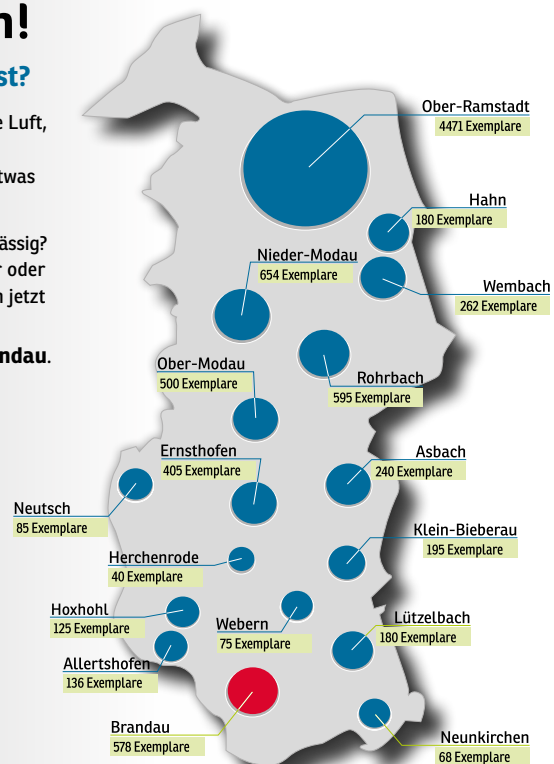 !
st?
e Luft,
twas
ässig?
r oder
n jetzt
ndau.
Ober-Ramstadt
4471 Exemplare
Hahn
180 Exemplare
Nieder-Modau
654 Exemplare
Wembach
262 Exemplare
Ober-Modau
500 Exemplare
Rohrbach
595 Exemplare
Ernsthofen
405 Exemplare
Asbach
240 Exemplare
Neutsch
85 Exemplare
Klein-Bieberau
195 Exemplare
Herchenrode
40 Exemplare
Hoxhohl
125 Exemplare
Webern
75 Exemplare
Lützelbach
180 Exemplare
Allertshofen
136 Exemplare
Brandau
578 Exemplare
Neunkirchen
68 Exemplare